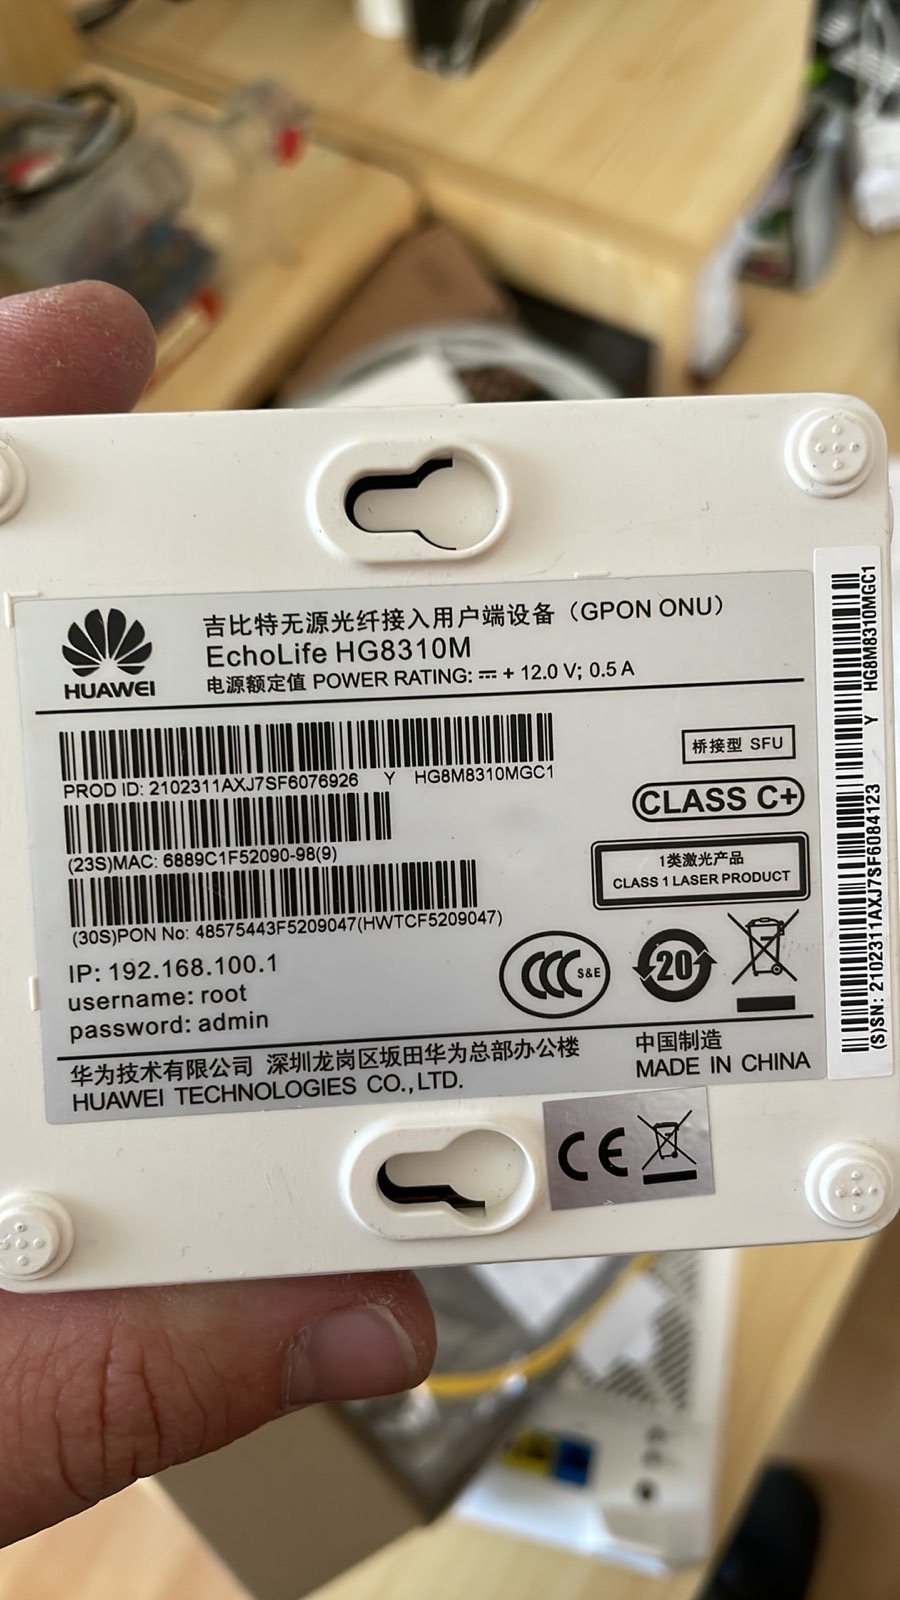 吉比特无源光纤接入用户端设备（GPON ONU）
EchoLife HG8310M
电源额定值 POWER RATING: ⎓ + 12.0 V; 0.5 A
HUAWEI
PROD ID: 2102311AXJ7SF6076926 Y HG8M8310MGC1
(23S)MAC: 6889C1F52090-98(9)
(30S)PON No: 48575443F5209047(HWTCF5209047)
IP: 192.168.100.1
username: root
password: admin
桥接型 SFU
CLASS C+
1类激光产品
CLASS 1 LASER PRODUCT
CCC S&E
20
华为技术有限公司 深圳龙岗区坂田华为总部办公楼
HUAWEI TECHNOLOGIES CO.,LTD.
中国制造
MADE IN CHINA
CE
(S)SN: 2102311AXJ7SF6084123 Y HG8M8310MGC1